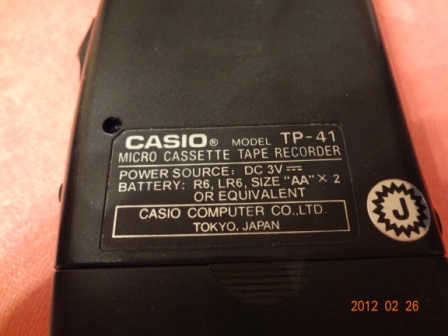 CASIO® MODEL TP-41
MICRO CASSETTE TAPE RECORDER
POWER SOURCE: DC 3V ⎓
BATTERY: R6, LR6, SIZE "AA" × 2
OR EQUIVALENT
CASIO COMPUTER CO.,LTD.
TOKYO, JAPAN
J
2012 02 26